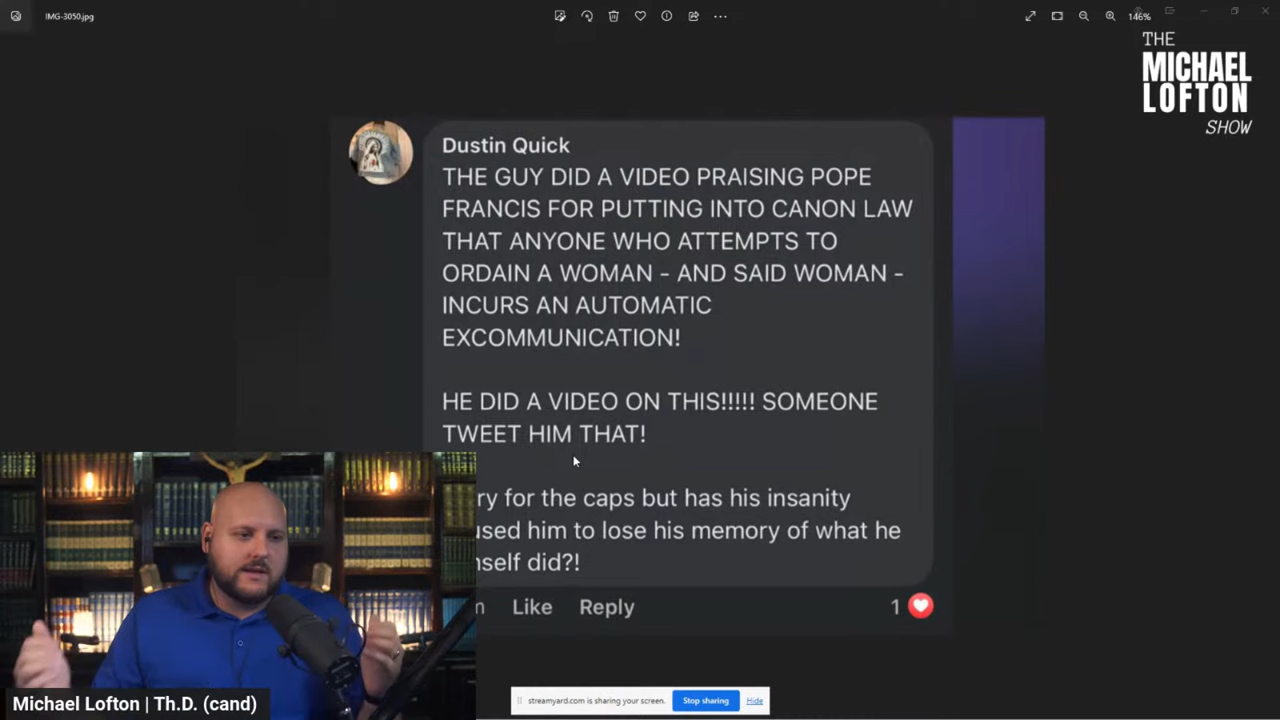 IMG-3050.jpg
146%
THE
MICHAEL
LOFTON
SHOW
Dustin Quick
THE GUY DID A VIDEO PRAISING POPE
FRANCIS FOR PUTTING INTO CANON LAW
THAT ANYONE WHO ATTEMPTS TO
ORDAIN A WOMAN - AND SAID WOMAN -
INCURS AN AUTOMATIC
EXCOMMUNICATION!
HE DID A VIDEO ON THIS!!!!! SOMEONE
TWEET HIM THAT!
ry for the caps but has his insanity
used him to lose his memory of what he
nself did?!
Like Reply 1
Michael Lofton | Th.D. (cand)
streamyard.com is sharing your screen. Stop sharing Hide